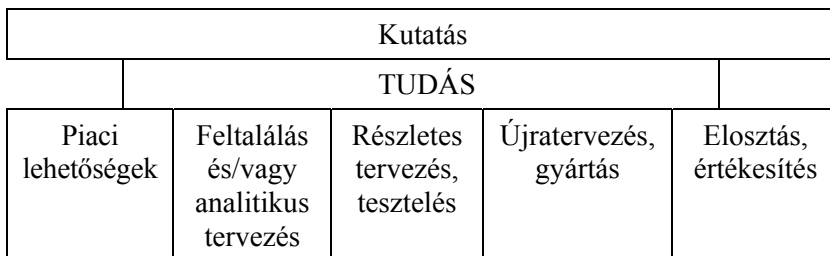 Kutatás
TUDÁS
Piaci
lehetőségek
Feltalálás
és/vagy
analitikus
tervezés
Részletes
tervezés,
tesztelés
Újratervezés,
gyártás
Elosztás,
értékesítés